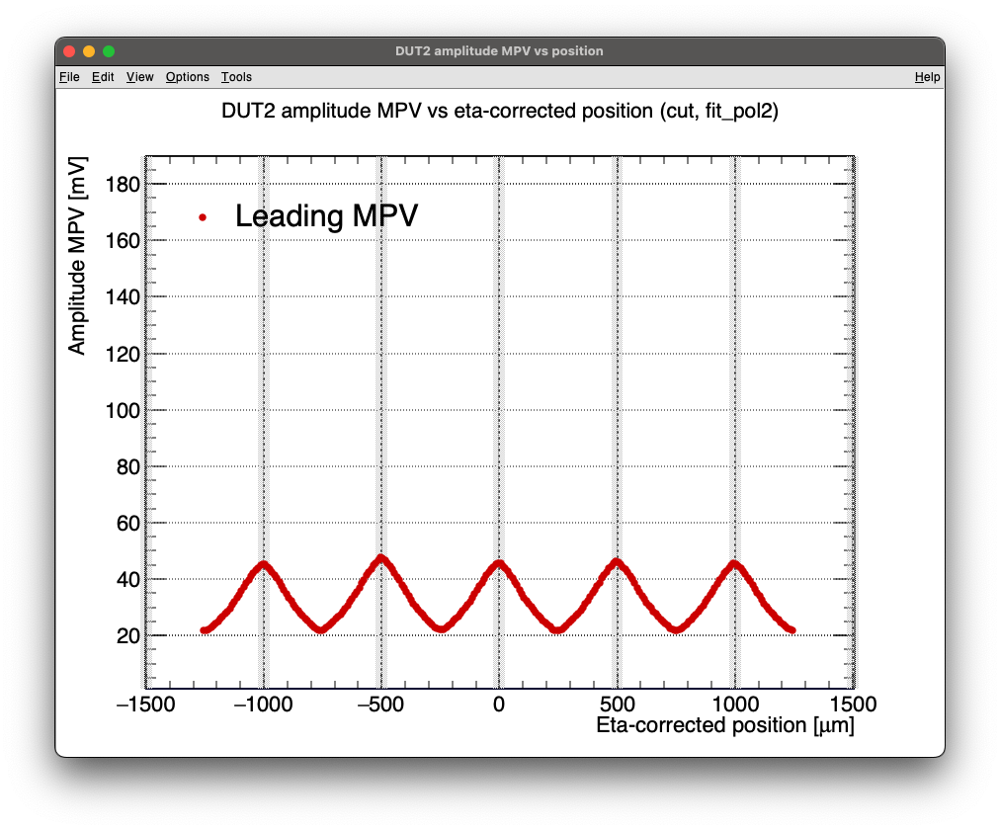 DUT2 amplitude MPV vs position
File Edit View Options Tools Help
DUT2 amplitude MPV vs eta-corrected position (cut, fit_pol2)
Amplitude MPV [mV]
Leading MPV
180
160
140
120
100
80
60
40
20
−1500 −1000 −500 0 500 1000 1500
Eta-corrected position [μm]